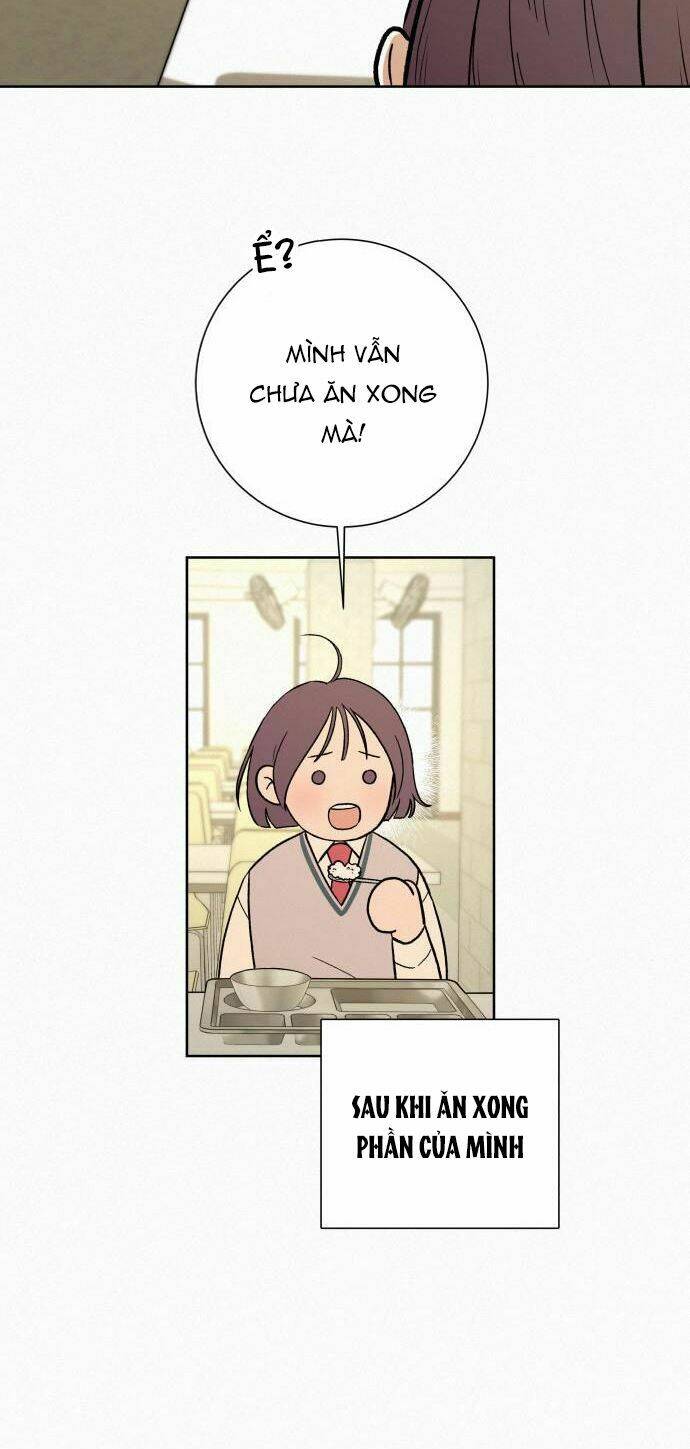 Ể?
MÌNH VẪN
CHƯA ĂN XONG
MÀ!
SAU KHI ĂN XONG
PHẦN CỦA MÌNH